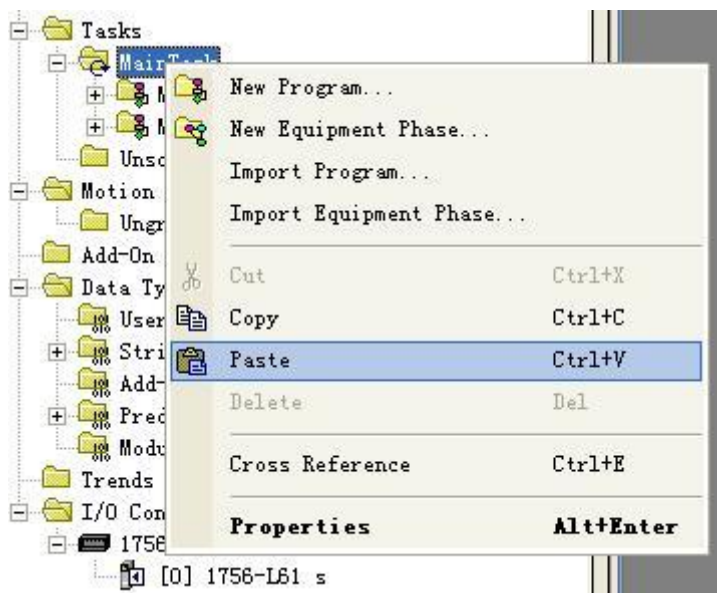 Tasks
MainTask
New Program...
New Equipment Phase...
Unsc
Import Program...
Motion
Import Equipment Phase...
Ungr
Add-On
Cut Ctrl+X
Data Ty
User
Copy Ctrl+C
Stri
Paste Ctrl+V
Add-
Delete Del
Pred
Modu
Cross Reference Ctrl+E
Trends
I/O Con
Properties Alt+Enter
1756
[0] 1756-L61 s